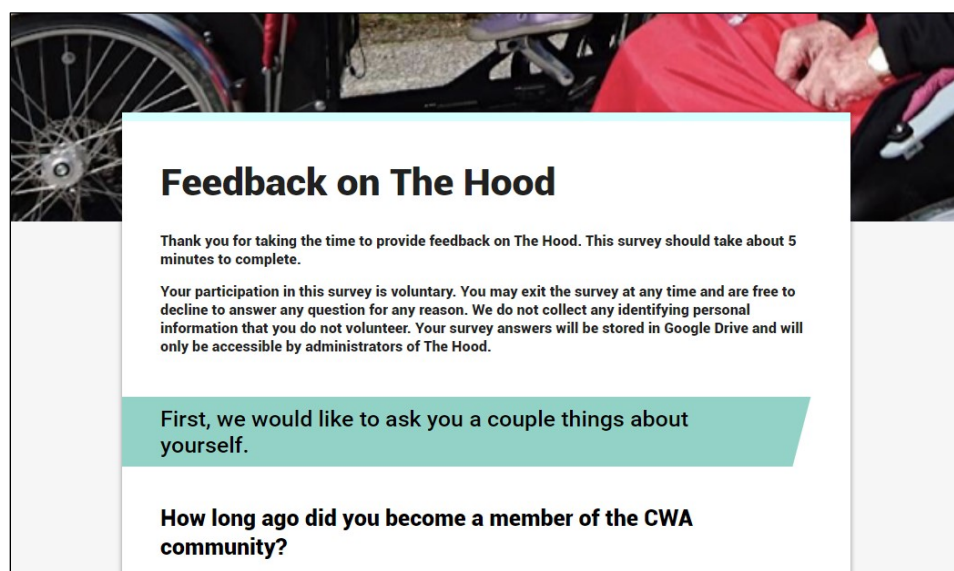 Feedback on The Hood
Thank you for taking the time to provide feedback on The Hood. This survey should take about 5
minutes to complete.
Your participation in this survey is voluntary. You may exit the survey at any time and are free to
decline to answer any question for any reason. We do not collect any identifying personal
information that you do not volunteer. Your survey answers will be stored in Google Drive and will
only be accessible by administrators of The Hood.
First, we would like to ask you a couple things about
yourself.
How long ago did you become a member of the CWA
community?